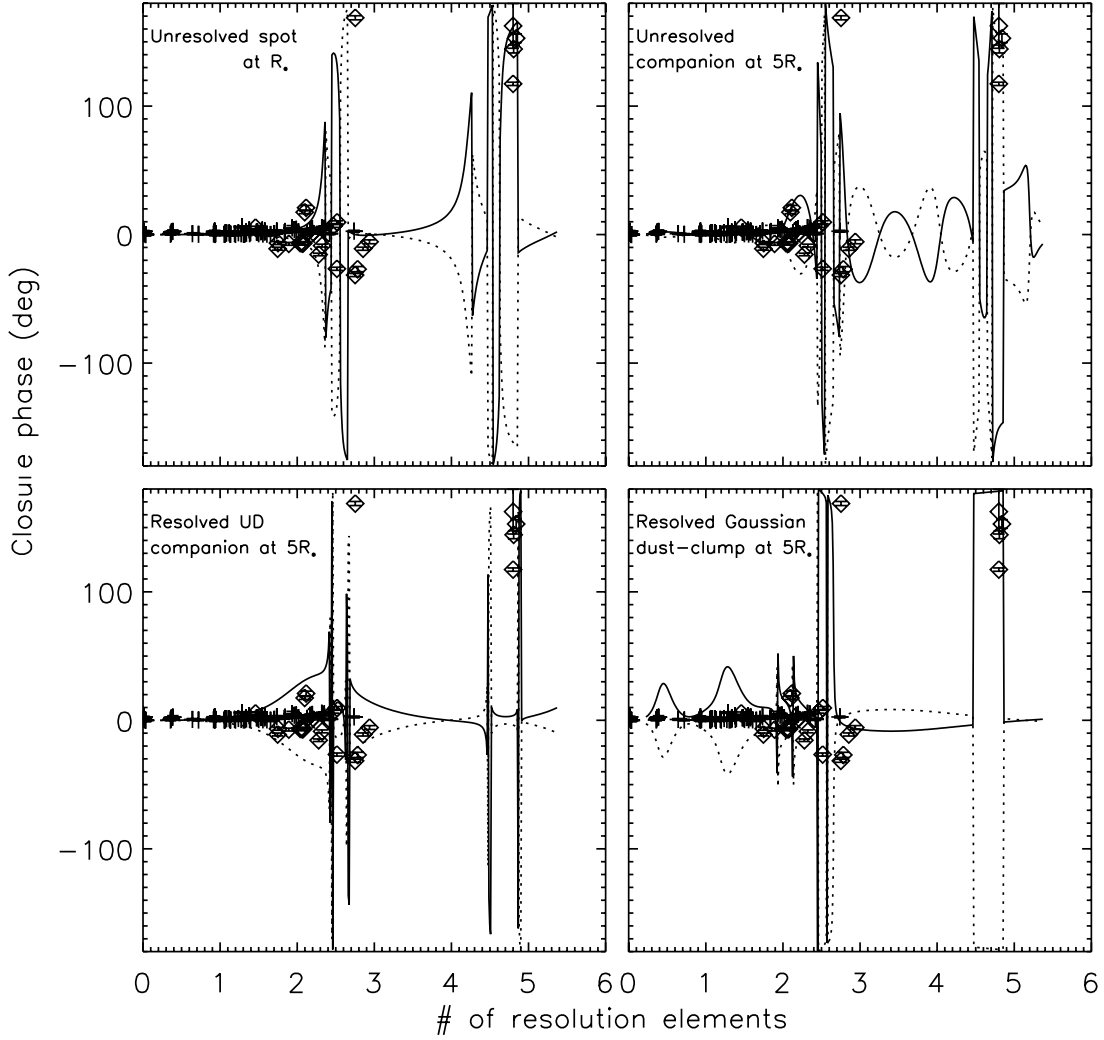 Unresolved spot
at R⋆
Unresolved
companion at 5R⋆
100
0
−100
Closure phase (deg)
Resolved UD
companion at 5R⋆
Resolved Gaussian
dust−clump at 5R⋆
100
0
−100
0 1 2 3 4 5 6 0 1 2 3 4 5 6
# of resolution elements